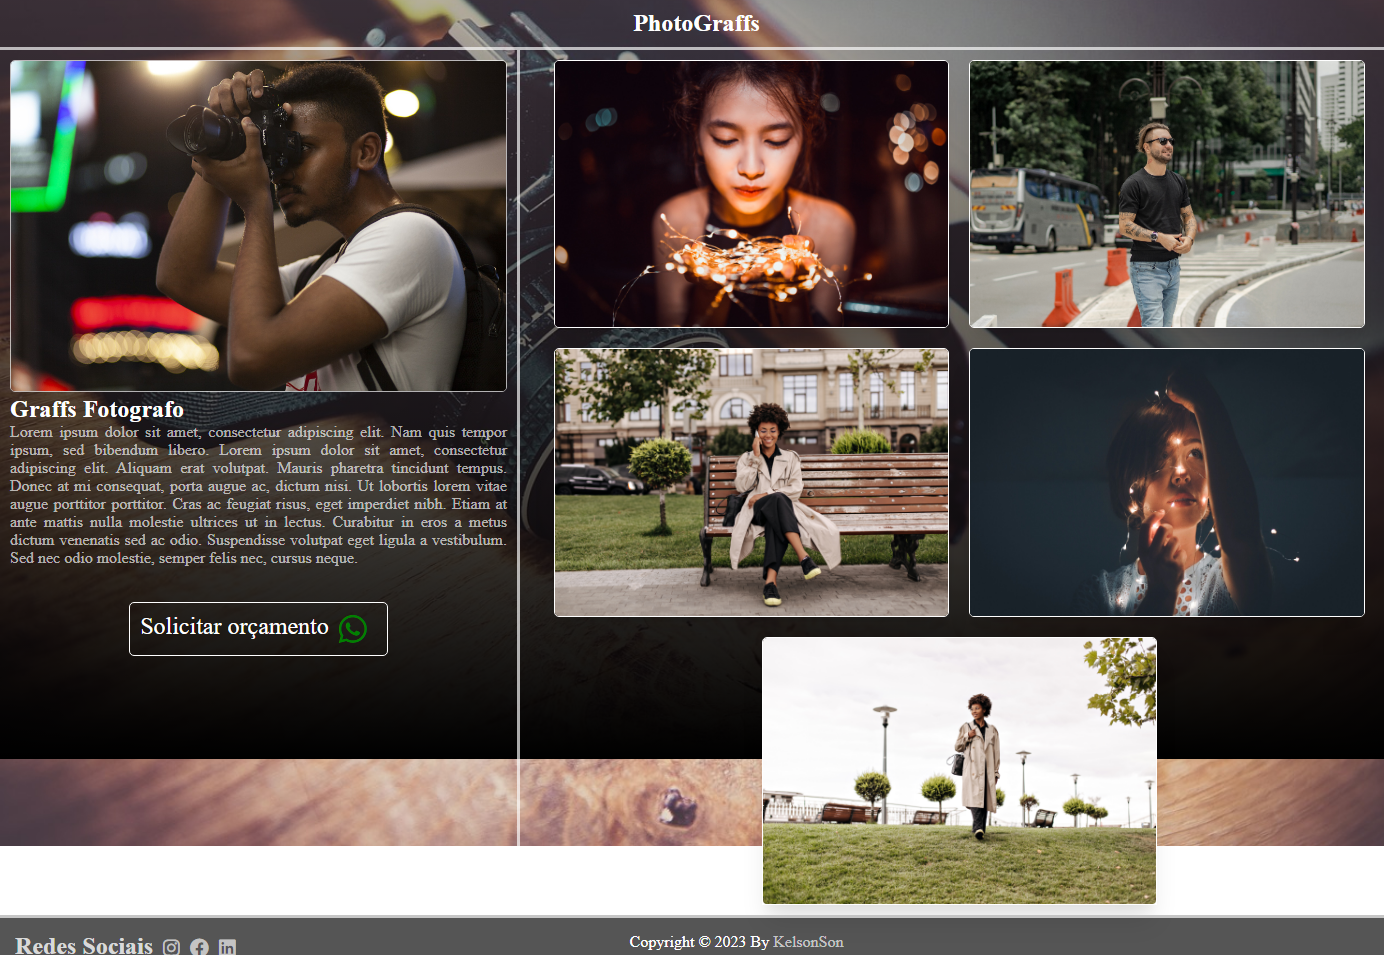 PhotoGraffs
Graffs Fotografo
Lorem ipsum dolor sit amet, consectetur adipiscing elit. Nam quis tempor
ipsum, sed bibendum libero. Lorem ipsum dolor sit amet, consectetur
adipiscing elit. Aliquam erat volutpat. Mauris pharetra tincidunt tempus.
Donec at mi consequat, porta augue ac, dictum nisi. Ut lobortis lorem vitae
augue porttitor porttitor. Cras ac feugiat risus, eget imperdiet nibh. Etiam at
ante mattis nulla molestie ultrices ut in lectus. Curabitur in eros a metus
dictum venenatis sed ac odio. Suspendisse volutpat eget ligula a vestibulum.
Sed nec odio molestie, semper felis nec, cursus neque.
Solicitar orçamento
Redes Sociais
Copyright © 2023 By KelsonSon